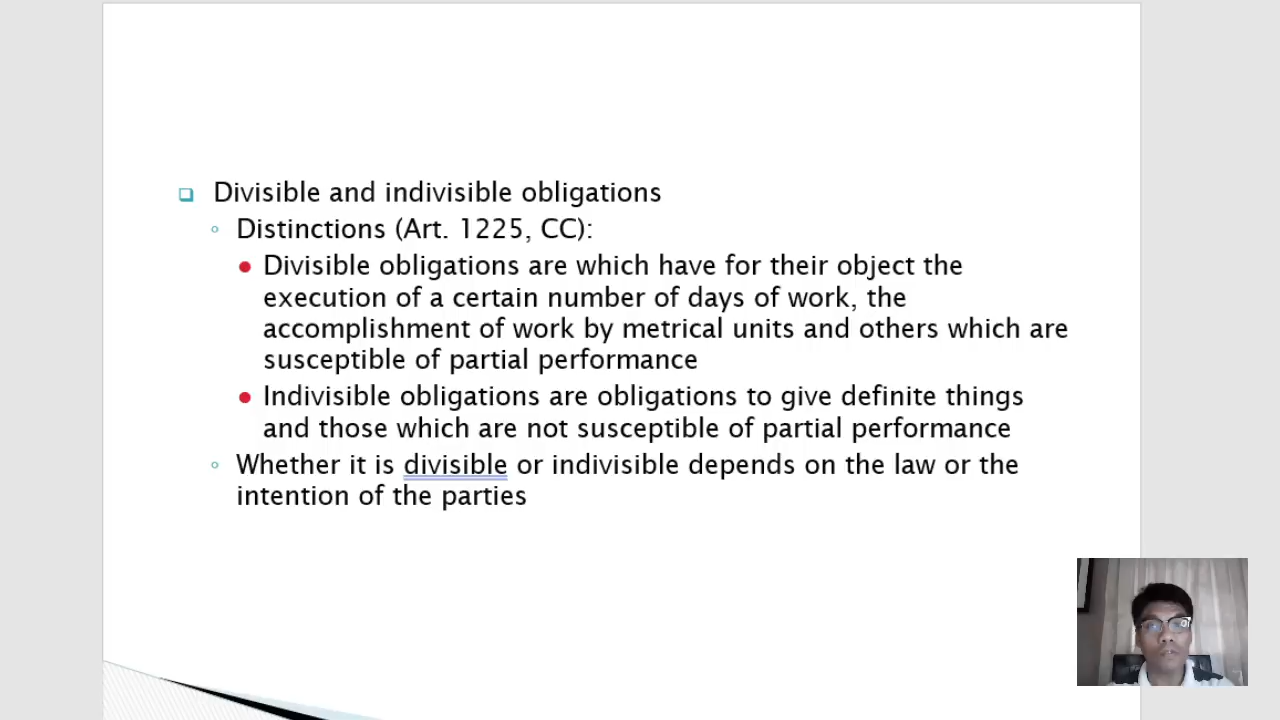 Divisible and indivisible obligations
Distinctions (Art. 1225, CC):
Divisible obligations are which have for their object the
execution of a certain number of days of work, the
accomplishment of work by metrical units and others which are
susceptible of partial performance
Indivisible obligations are obligations to give definite things
and those which are not susceptible of partial performance
Whether it is divisible or indivisible depends on the law or the
intention of the parties